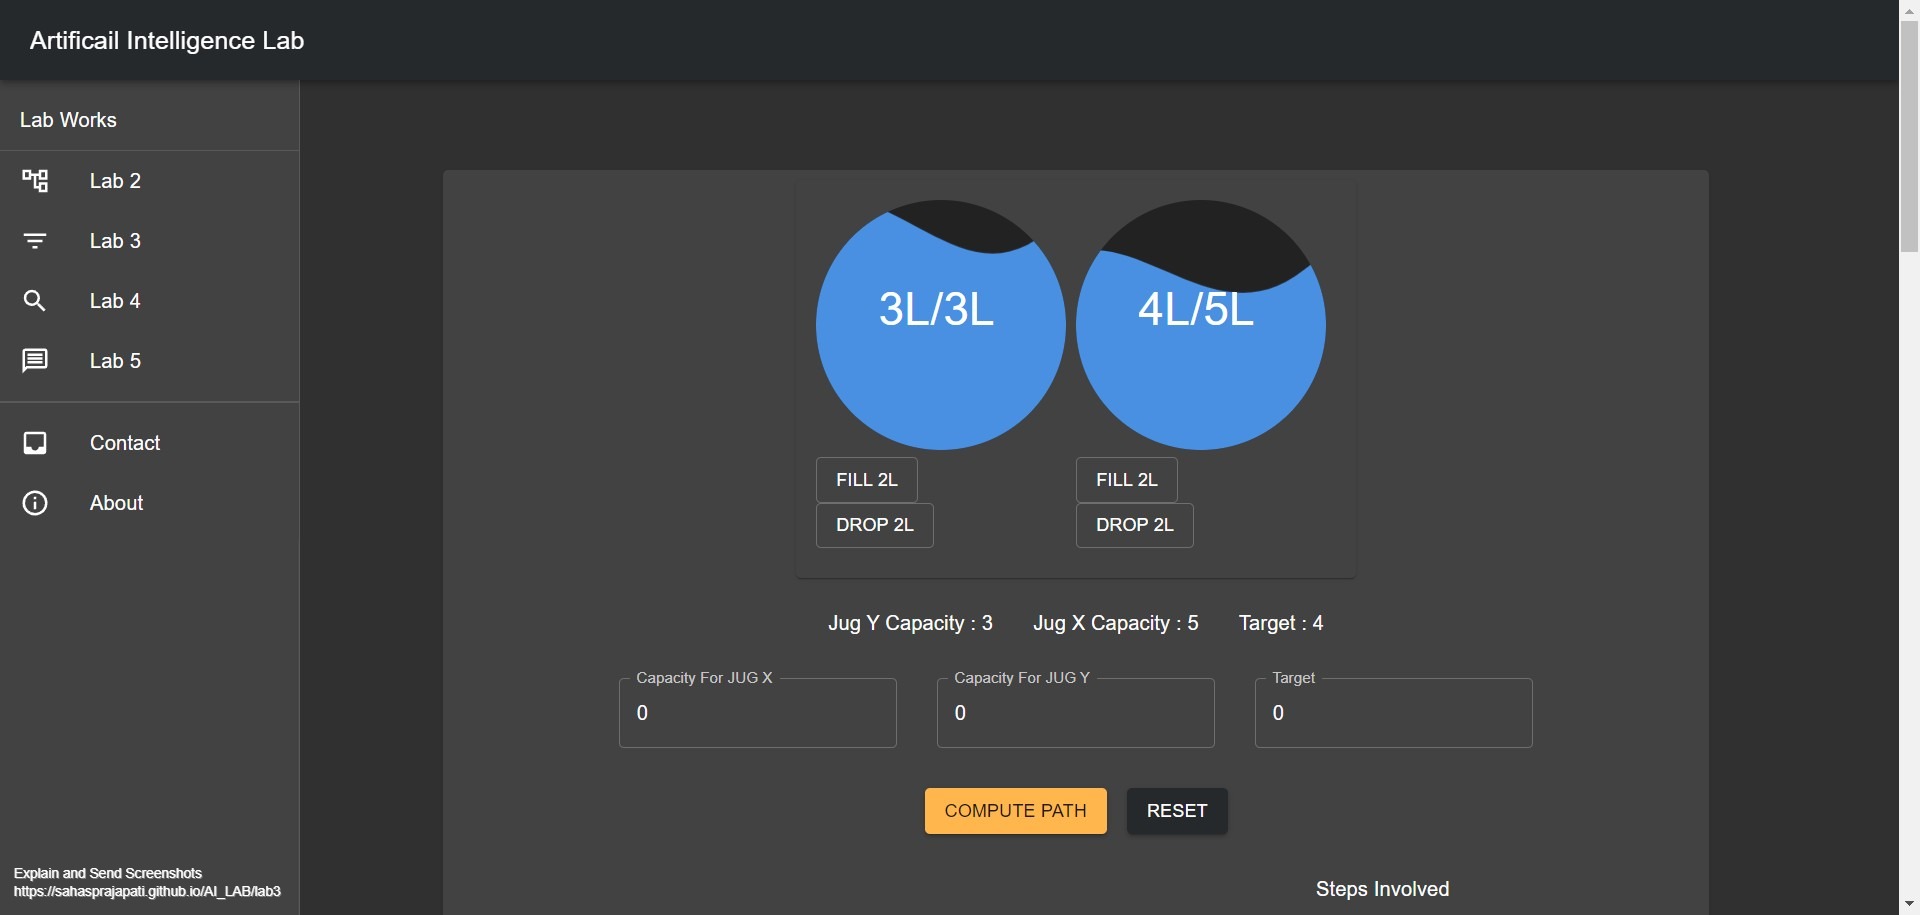 Artificail Intelligence Lab
Lab Works
Lab 2
Lab 3
Lab 4
Lab 5
Contact
About
Explain and Send Screenshots
https://sahasprajapati.github.io/AI_LAB/lab3
3L/3L 4L/5L
FILL 2L FILL 2L
DROP 2L DROP 2L
Jug Y Capacity : 3 Jug X Capacity : 5 Target : 4
Capacity For JUG X Capacity For JUG Y Target
0 0 0
COMPUTE PATH RESET
Steps Involved